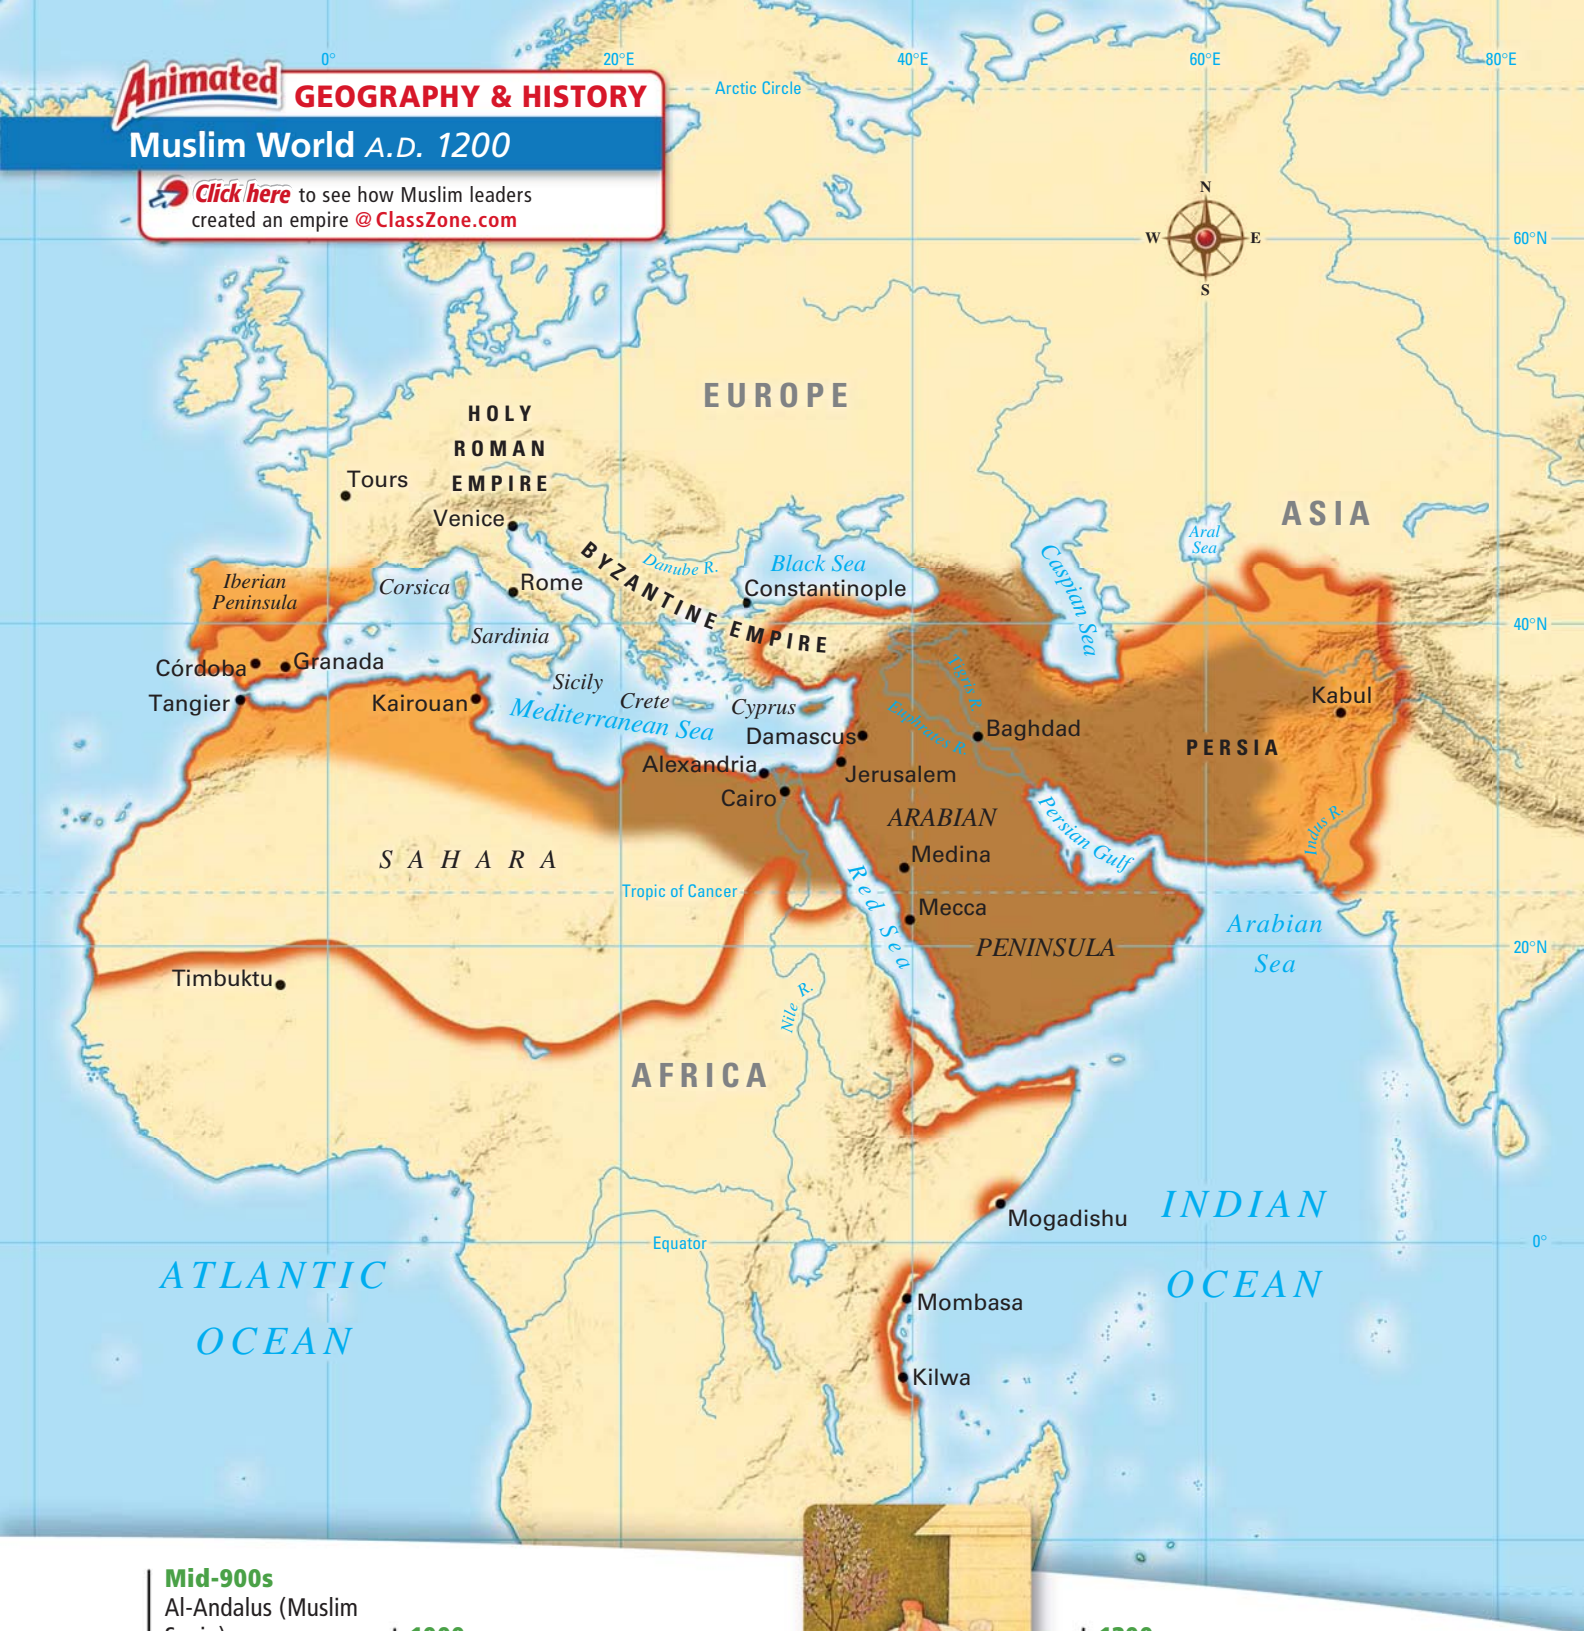 0°
20°E
40°E
60°E
80°E
Arctic Circle
Animated GEOGRAPHY & HISTORY
Muslim World A.D. 1200
Click here to see how Muslim leaders
created an empire @ ClassZone.com
N
W
E
S
60°N
EUROPE
HOLY
ROMAN
EMPIRE
Tours
Venice
ASIA
Aral
Sea
Caspian Sea
Black Sea
Danube R.
BYZANTINE EMPIRE
Constantinople
Iberian
Peninsula
Corsica
Rome
Sardinia
40°N
Córdoba
Granada
Tangier
Kairouan
Sicily
Crete
Cyprus
Mediterranean Sea
Tigris R.
Euphrates R.
Kabul
Damascus
Baghdad
PERSIA
Alexandria
Jerusalem
Cairo
ARABIAN
Persian Gulf
Indus R.
SAHARA
Medina
Red Sea
Tropic of Cancer
Mecca
Arabian
Sea
PENINSULA
20°N
Timbuktu
Nile R.
AFRICA
Mogadishu
INDIAN
OCEAN
Equator
0°
ATLANTIC
OCEAN
Mombasa
Kilwa
Mid-900s
Al-Andalus (Muslim